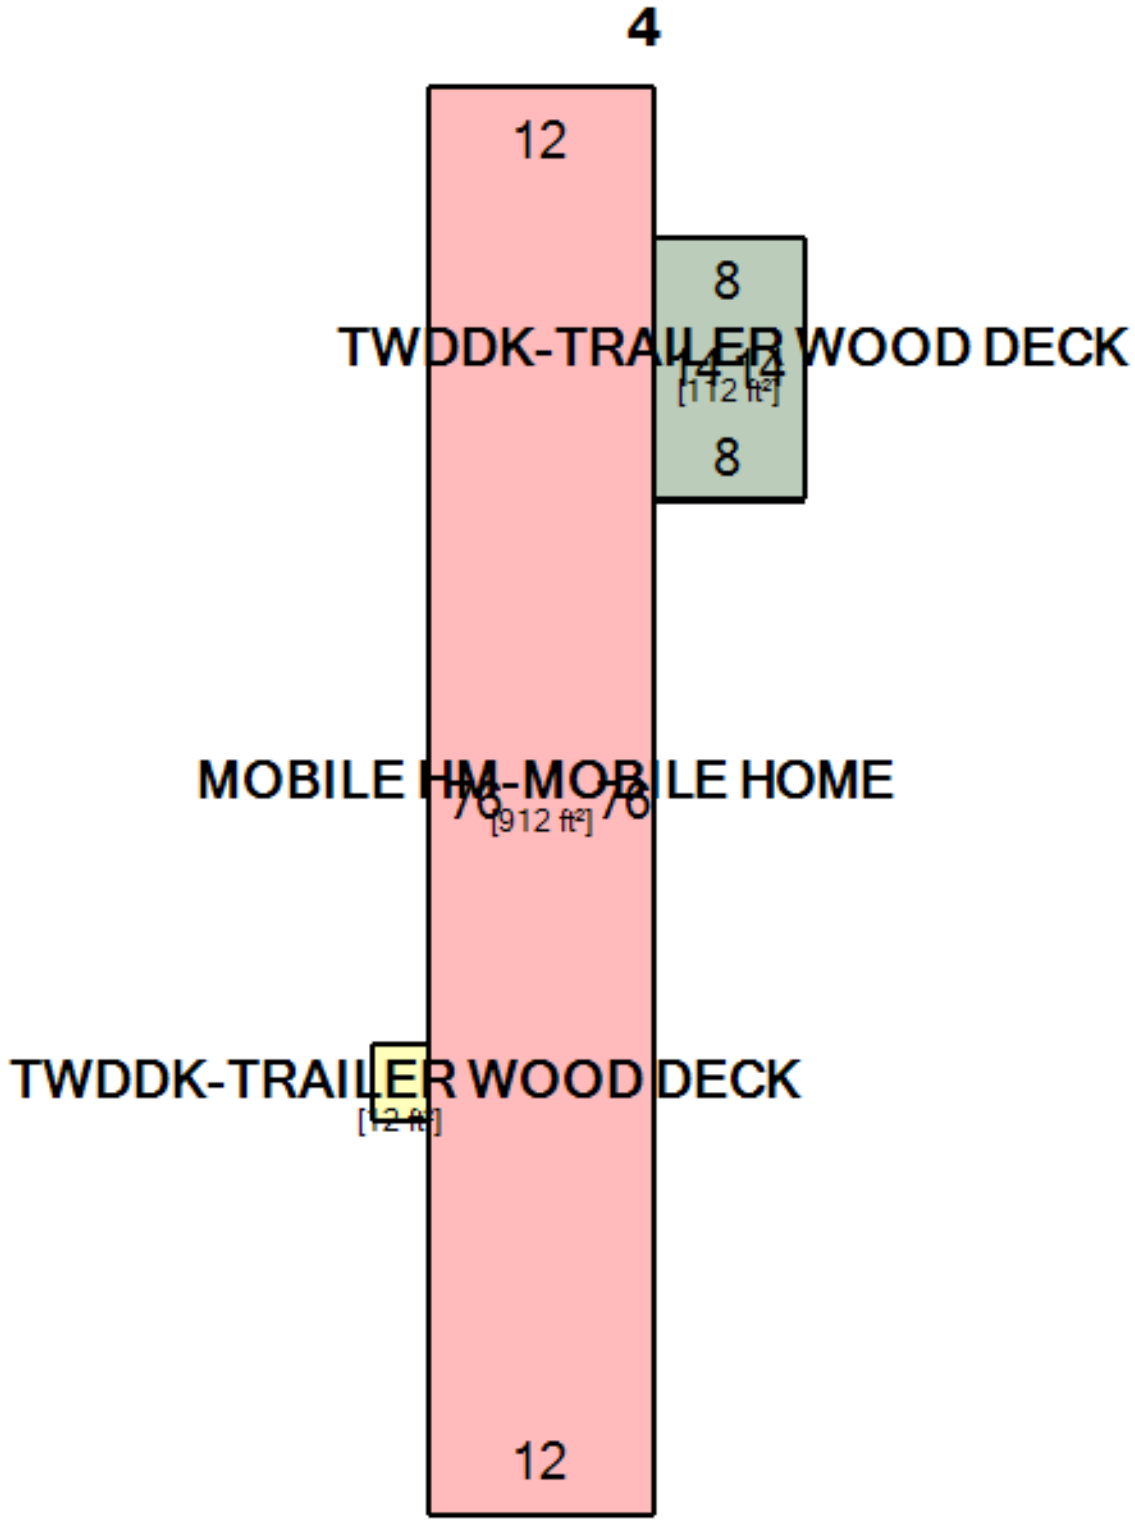 4
12
8
TWDDK-TRAILER WOOD DECK
14 14
[112 ft²]
8
MOBILE HM-MOBILE HOME
76 76
[912 ft²]
TWDDK-TRAILER WOOD DECK
[12 ft²]
12